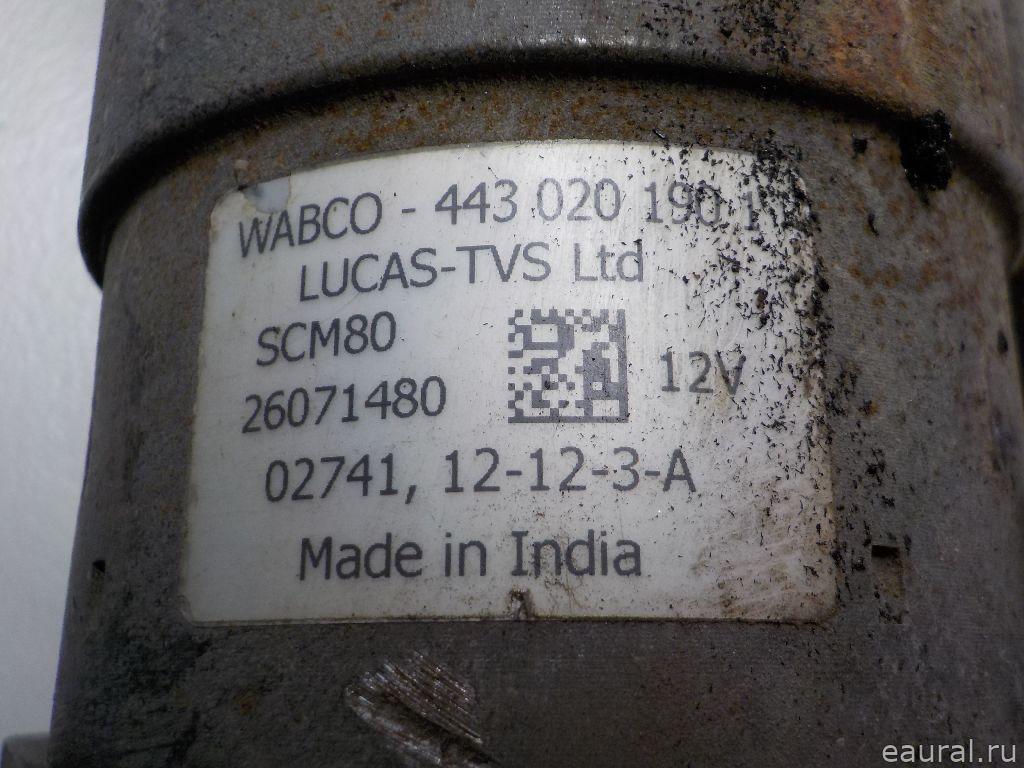 WABCO - 443 020 190 1
LUCAS-TVS Ltd
SCM80
26071480
12V
02741, 12-12-3-A
Made in India
eaural.ru